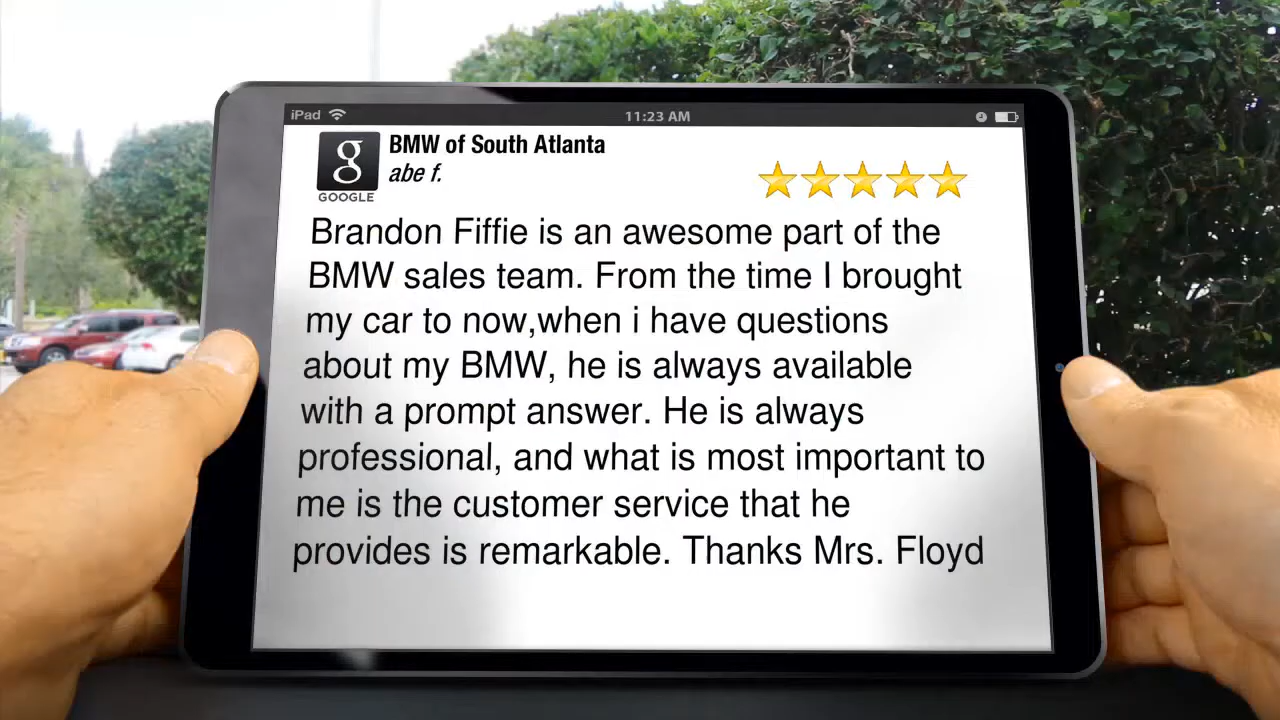 iPad
11:23 AM
g
GOOGLE
BMW of South Atlanta
abe f.
Brandon Fiffie is an awesome part of the
BMW sales team. From the time I brought
my car to now,when i have questions
about my BMW, he is always available
with a prompt answer. He is always
professional, and what is most important to
me is the customer service that he
provides is remarkable. Thanks Mrs. Floyd